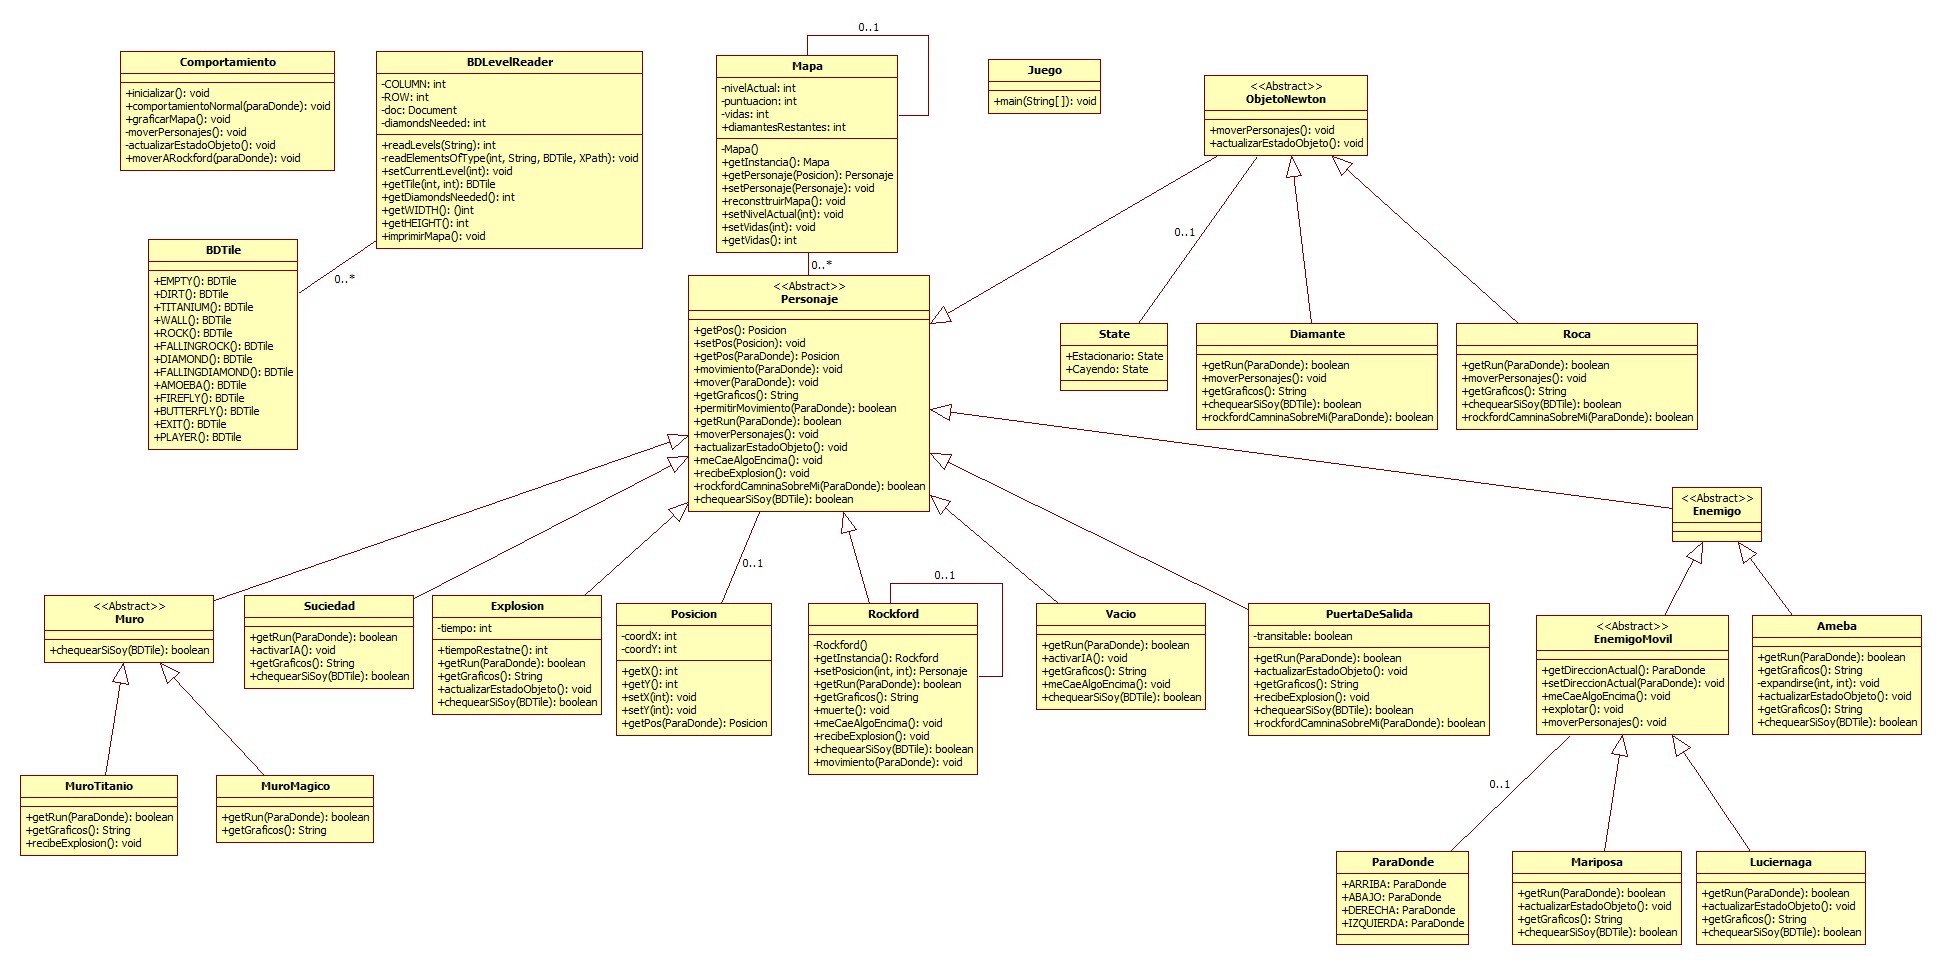 Comportamiento
+inicializar(): void
+comportamientoNormal(paraDonde): void
+graficarMapa(): void
-moverPersonajes(): void
-actualizarEstadoObjeto(): void
+moverARockford(paraDonde): void
BDLevelReader
-COLUMN: int
-ROW: int
-doc: Document
-diamondsNeeded: int
+readLevels(String): int
-readElementsOfType(int, String, BDTile, XPath): void
+setCurrentLevel(int): void
+getTile(int, int): BDTile
+getDiamondsNeeded(): int
+getWIDTH(): ()int
+getHEIGHT(): int
+imprimirMapa(): void
0..*
BDTile
+EMPTY(): BDTile
+DIRT(): BDTile
+TITANIUM(): BDTile
+WALL(): BDTile
+ROCK(): BDTile
+FALLINGROCK(): BDTile
+DIAMOND(): BDTile
+FALLINGDIAMOND(): BDTile
+AMOEBA(): BDTile
+FIREFLY(): BDTile
+BUTTERFLY(): BDTile
+EXIT(): BDTile
+PLAYER(): BDTile
0..1
Mapa
-nivelActual: int
-puntuacion: int
-vidas: int
+diamantesRestantes: int
-Mapa()
+getInstancia(): Mapa
+getPersonaje(Posicion): Personaje
+setPersonaje(Personaje): void
+reconsttruirMapa(): void
+setNivelActual(int): void
+setVidas(int): void
+getVidas(): int
0..*
Juego
+main(String[]): void
<<Abstract>>
ObjetoNewton
+moverPersonajes(): void
+actualizarEstadoObjeto(): void
0..1
<<Abstract>>
Personaje
+getPos(): Posicion
+setPos(Posicion): void
+getPos(ParaDonde): Posicion
+movimiento(ParaDonde): void
+mover(ParaDonde): void
+getGraficos(): String
+permitirMovimiento(ParaDonde): boolean
+getRun(ParaDonde): boolean
+moverPersonajes(): void
+actualizarEstadoObjeto(): void
+meCaeAlgoEncima(): void
+recibeExplosion(): void
+rockfordCamninaSobreMi(ParaDonde): boolean
+chequearSiSoy(BDTile): boolean
State
+Estacionario: State
+Cayendo: State
Diamante
+getRun(ParaDonde): boolean
+moverPersonajes(): void
+getGraficos(): String
+chequearSiSoy(BDTile): boolean
+rockfordCamninaSobreMi(ParaDonde): boolean
Roca
+getRun(ParaDonde): boolean
+moverPersonajes(): void
+getGraficos(): String
+chequearSiSoy(BDTile): boolean
+rockfordCamninaSobreMi(ParaDonde): boolean
<<Abstract>>
Enemigo
<<Abstract>>
Muro
+chequearSiSoy(BDTile): boolean
Suciedad
+getRun(ParaDonde): boolean
+activarIA(): void
+getGraficos(): String
+chequearSiSoy(BDTile): boolean
Explosion
-tiempo: int
+tiempoRestatne(): int
+getRun(ParaDonde): boolean
+getGraficos(): String
+actualizarEstadoObjeto(): void
+chequearSiSoy(BDTile): boolean
0..1
Posicion
-coordX: int
-coordY: int
+getX(): int
+getY(): int
+setX(int): void
+setY(int): void
+getPos(ParaDonde): Posicion
0..1
Rockford
-Rockford()
+getInstancia(): Rockford
+setPosicion(int, int): Personaje
+getRun(ParaDonde): boolean
+getGraficos(): String
+muerte(): void
+meCaeAlgoEncima(): void
+recibeExplosion(): void
+chequearSiSoy(BDTile): boolean
+movimiento(ParaDonde): void
Vacio
+getRun(ParaDonde): boolean
+activarIA(): void
+getGraficos(): String
+meCaeAlgoEncima(): void
+chequearSiSoy(BDTile): boolean
PuertaDeSalida
-transitable: boolean
+getRun(ParaDonde): boolean
+actualizarEstadoObjeto(): void
+getGraficos(): String
+recibeExplosion(): void
+chequearSiSoy(BDTile): boolean
+rockfordCamninaSobreMi(ParaDonde): boolean
<<Abstract>>
EnemigoMovil
+getDireccionActual(): ParaDonde
+setDireccionActual(ParaDonde): void
+meCaeAlgoEncima(): void
+explotar(): void
+moverPersonajes(): void
Ameba
+getRun(ParaDonde): boolean
+getGraficos(): String
-expandirse(int, int): void
+actualizarEstadoObjeto(): void
+getGraficos(): String
+chequearSiSoy(BDTile): boolean
MuroTitanio
+getRun(ParaDonde): boolean
+getGraficos(): String
+recibeExplosion(): void
MuroMagico
+getRun(ParaDonde): boolean
+getGraficos(): String
0..1
ParaDonde
+ARRIBA: ParaDonde
+ABAJO: ParaDonde
+DERECHA: ParaDonde
+IZQUIERDA: ParaDonde
Mariposa
+getRun(ParaDonde): boolean
+actualizarEstadoObjeto(): void
+getGraficos(): String
+chequearSiSoy(BDTile): boolean
Luciernaga
+getRun(ParaDonde): boolean
+actualizarEstadoObjeto(): void
+getGraficos(): String
+chequearSiSoy(BDTile): boolean